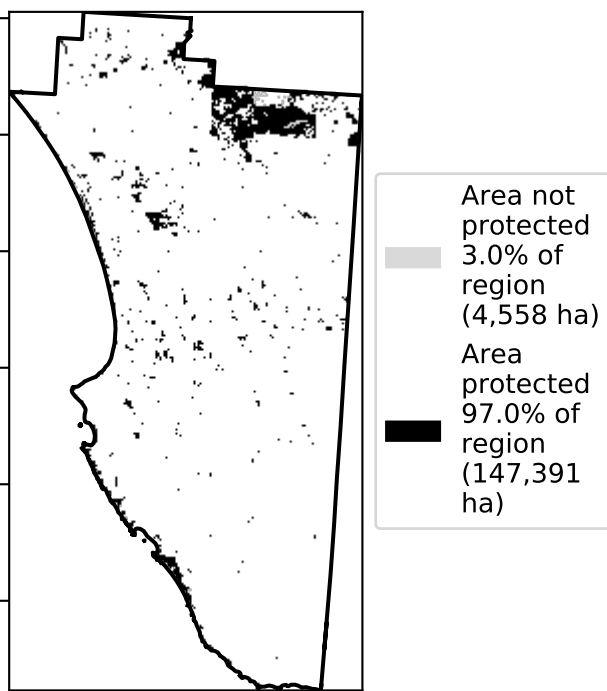 Area not
protected
3.0% of
region
(4,558 ha)
Area
protected
97.0% of
region
(147,391
ha)